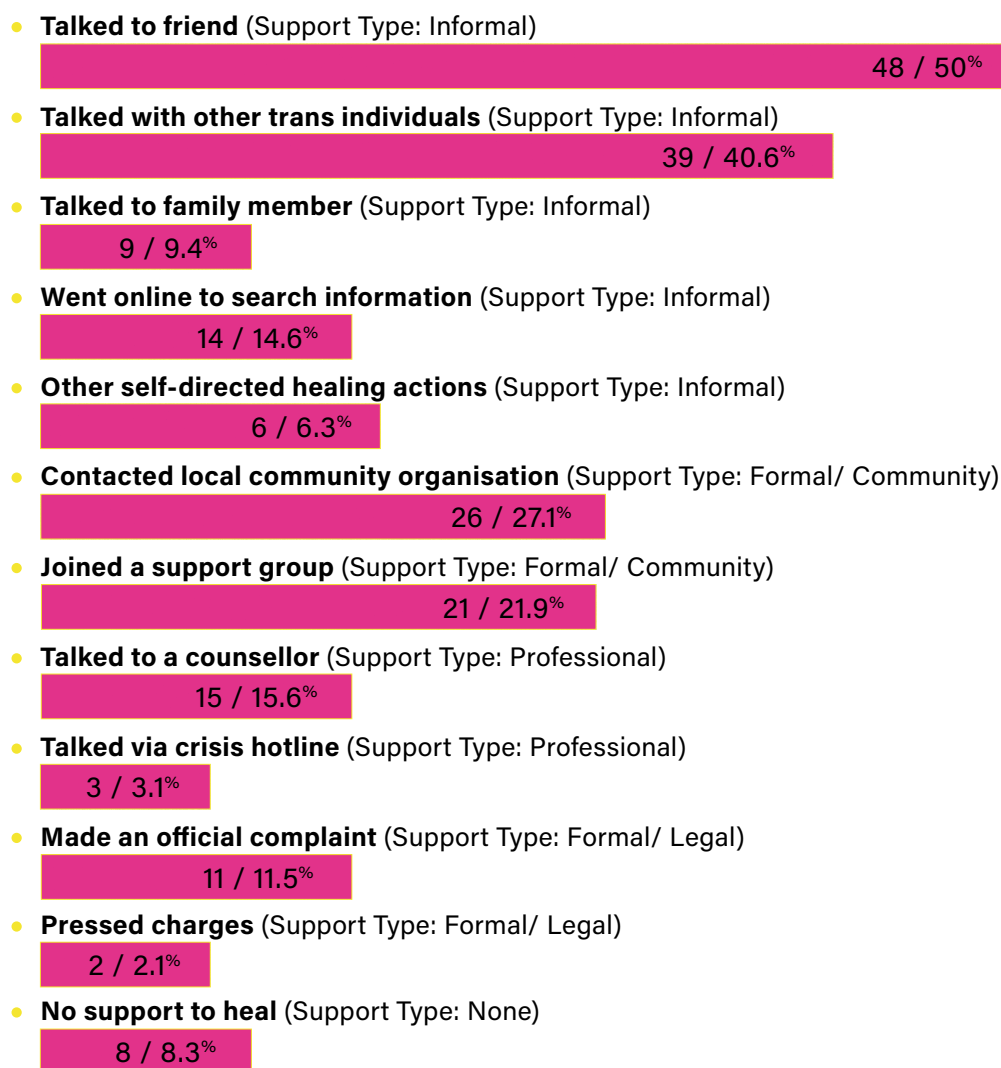 • Talked to friend (Support Type: Informal)
48 / 50%
• Talked with other trans individuals (Support Type: Informal)
39 / 40.6%
• Talked to family member (Support Type: Informal)
9 / 9.4%
• Went online to search information (Support Type: Informal)
14 / 14.6%
• Other self-directed healing actions (Support Type: Informal)
6 / 6.3%
• Contacted local community organisation (Support Type: Formal/ Community)
26 / 27.1%
• Joined a support group (Support Type: Formal/ Community)
21 / 21.9%
• Talked to a counsellor (Support Type: Professional)
15 / 15.6%
• Talked via crisis hotline (Support Type: Professional)
3 / 3.1%
• Made an official complaint (Support Type: Formal/ Legal)
11 / 11.5%
• Pressed charges (Support Type: Formal/ Legal)
2 / 2.1%
• No support to heal (Support Type: None)
8 / 8.3%